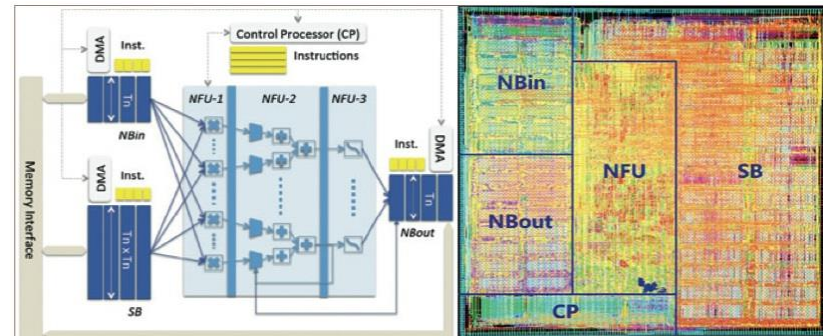 Control Processor (CP)
DMA
Inst.
Instructions
Tn
NBin
NFU-1
NFU-2
NFU-3
Memory Interface
DMA
Inst.
Tn x Tn
SB
Inst.
DMA
Tn
NBout
NBin
NFU
SB
NBout
CP